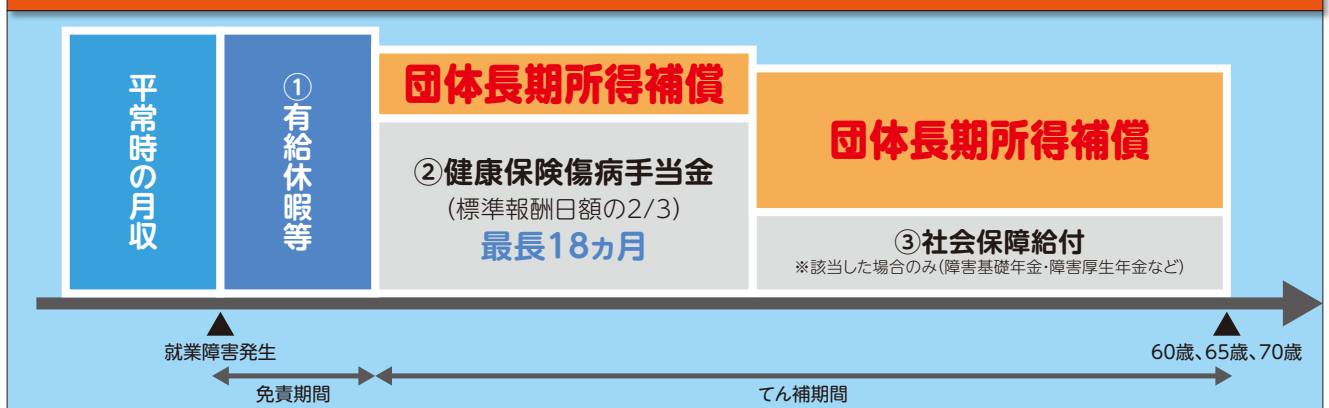 平常時の月収
①有給休暇等
団体長期所得補償
②健康保険傷病手当金
(標準報酬日額の2/3)
最長18ヵ月
団体長期所得補償
③社会保障給付
※該当した場合のみ(障害基礎年金・障害厚生年金など)
就業障害発生
60歳、65歳、70歳
免責期間
てん補期間